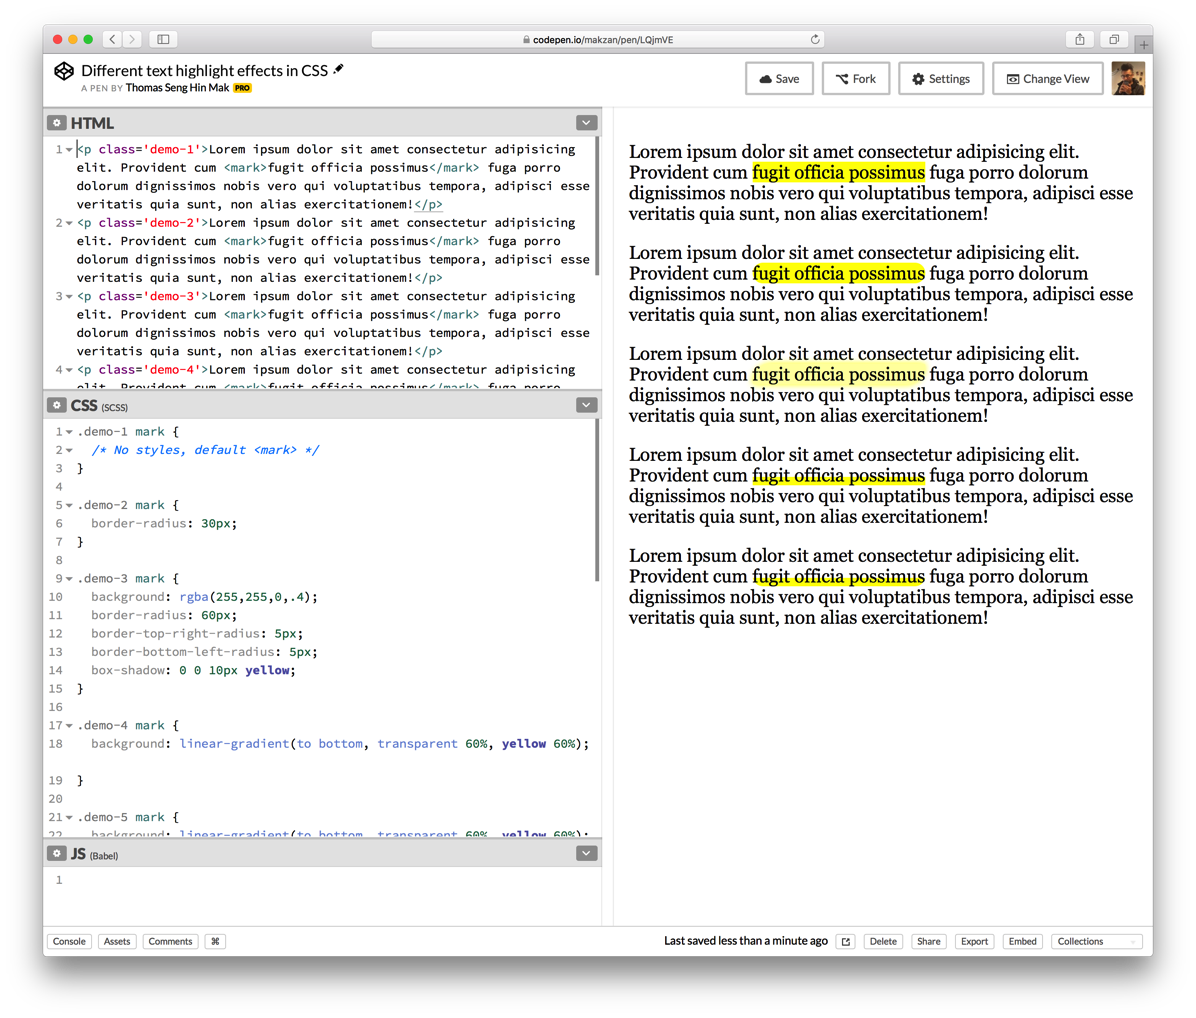 codepen.io/makzan/pen/LQjmVE
Different text highlight effects in CSS
A PEN BY Thomas Seng Hin Mak PRO
Save
Fork
Settings
Change View
HTML
1 <p class='demo-1'>Lorem ipsum dolor sit amet consectetur adipisicing
elit. Provident cum <mark>fugit officia possimus</mark> fuga porro
dolorum dignissimos nobis vero qui voluptatibus tempora, adipisci esse
veritatis quia sunt, non alias exercitationem!</p>
2 <p class='demo-2'>Lorem ipsum dolor sit amet consectetur adipisicing
elit. Provident cum <mark>fugit officia possimus</mark> fuga porro
dolorum dignissimos nobis vero qui voluptatibus tempora, adipisci esse
veritatis quia sunt, non alias exercitationem!</p>
3 <p class='demo-3'>Lorem ipsum dolor sit amet consectetur adipisicing
elit. Provident cum <mark>fugit officia possimus</mark> fuga porro
dolorum dignissimos nobis vero qui voluptatibus tempora, adipisci esse
veritatis quia sunt, non alias exercitationem!</p>
4 <p class='demo-4'>Lorem ipsum dolor sit amet consectetur adipisicing
elit. Provident cum <mark>fugit officia possimus</mark> fuga porro
CSS (SCSS)
1 .demo-1 mark {
2 /* No styles, default <mark> */
3 }
4
5 .demo-2 mark {
6 border-radius: 30px;
7 }
8
9 .demo-3 mark {
10 background: rgba(255,255,0,.4);
11 border-radius: 60px;
12 border-top-right-radius: 5px;
13 border-bottom-left-radius: 5px;
14 box-shadow: 0 0 10px yellow;
15 }
16
17 .demo-4 mark {
18 background: linear-gradient(to bottom, transparent 60%, yellow 60%);
19 }
20
21 .demo-5 mark {
22 background: linear-gradient(to bottom, transparent 60%, yellow 60%);
JS (Babel)
1
Lorem ipsum dolor sit amet consectetur adipisicing elit.
Provident cum fugit officia possimus fuga porro dolorum
dignissimos nobis vero qui voluptatibus tempora, adipisci esse
veritatis quia sunt, non alias exercitationem!
Lorem ipsum dolor sit amet consectetur adipisicing elit.
Provident cum fugit officia possimus fuga porro dolorum
dignissimos nobis vero qui voluptatibus tempora, adipisci esse
veritatis quia sunt, non alias exercitationem!
Lorem ipsum dolor sit amet consectetur adipisicing elit.
Provident cum fugit officia possimus fuga porro dolorum
dignissimos nobis vero qui voluptatibus tempora, adipisci esse
veritatis quia sunt, non alias exercitationem!
Lorem ipsum dolor sit amet consectetur adipisicing elit.
Provident cum fugit officia possimus fuga porro dolorum
dignissimos nobis vero qui voluptatibus tempora, adipisci esse
veritatis quia sunt, non alias exercitationem!
Lorem ipsum dolor sit amet consectetur adipisicing elit.
Provident cum fugit officia possimus fuga porro dolorum
dignissimos nobis vero qui voluptatibus tempora, adipisci esse
veritatis quia sunt, non alias exercitationem!
Console
Assets
Comments
⌘
Last saved less than a minute ago
Delete
Share
Export
Embed
Collections